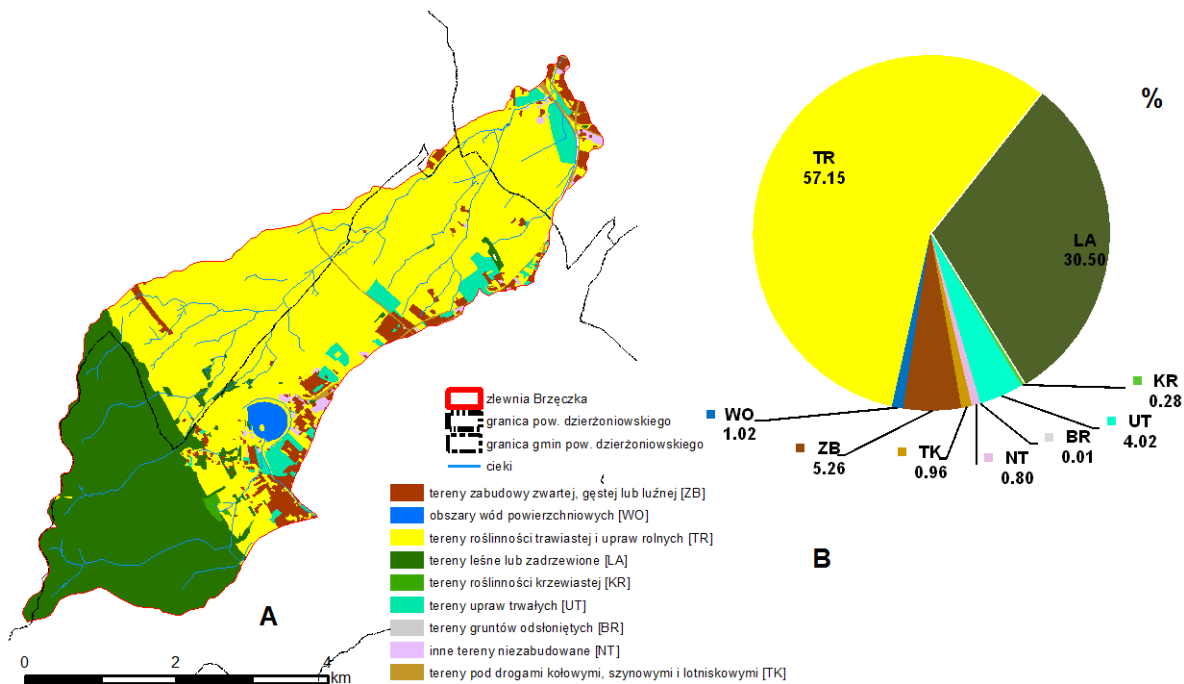 zlewnia Brzęczka
granica pow. dzierżoniowskiego
granica gmin pow. dzierżoniowskiego
cieki
tereny zabudowy zwartej, gęstej lub luźnej [ZB]
obszary wód powierzchniowych [WO]
tereny roślinności trawiastej i upraw rolnych [TR]
tereny leśne lub zadrzewione [LA]
tereny roślinności krzewiastej [KR]
tereny upraw trwałych [UT]
tereny gruntów odsłoniętych [BR]
inne tereny niezabudowane [NT]
tereny pod drogami kołowymi, szynowymi i lotniskowymi [TK]
A
0 2 4
km
%
TR
57.15
LA
30.50
KR
0.28
UT
4.02
BR
0.01
NT
0.80
TK
0.96
ZB
5.26
WO
1.02
B